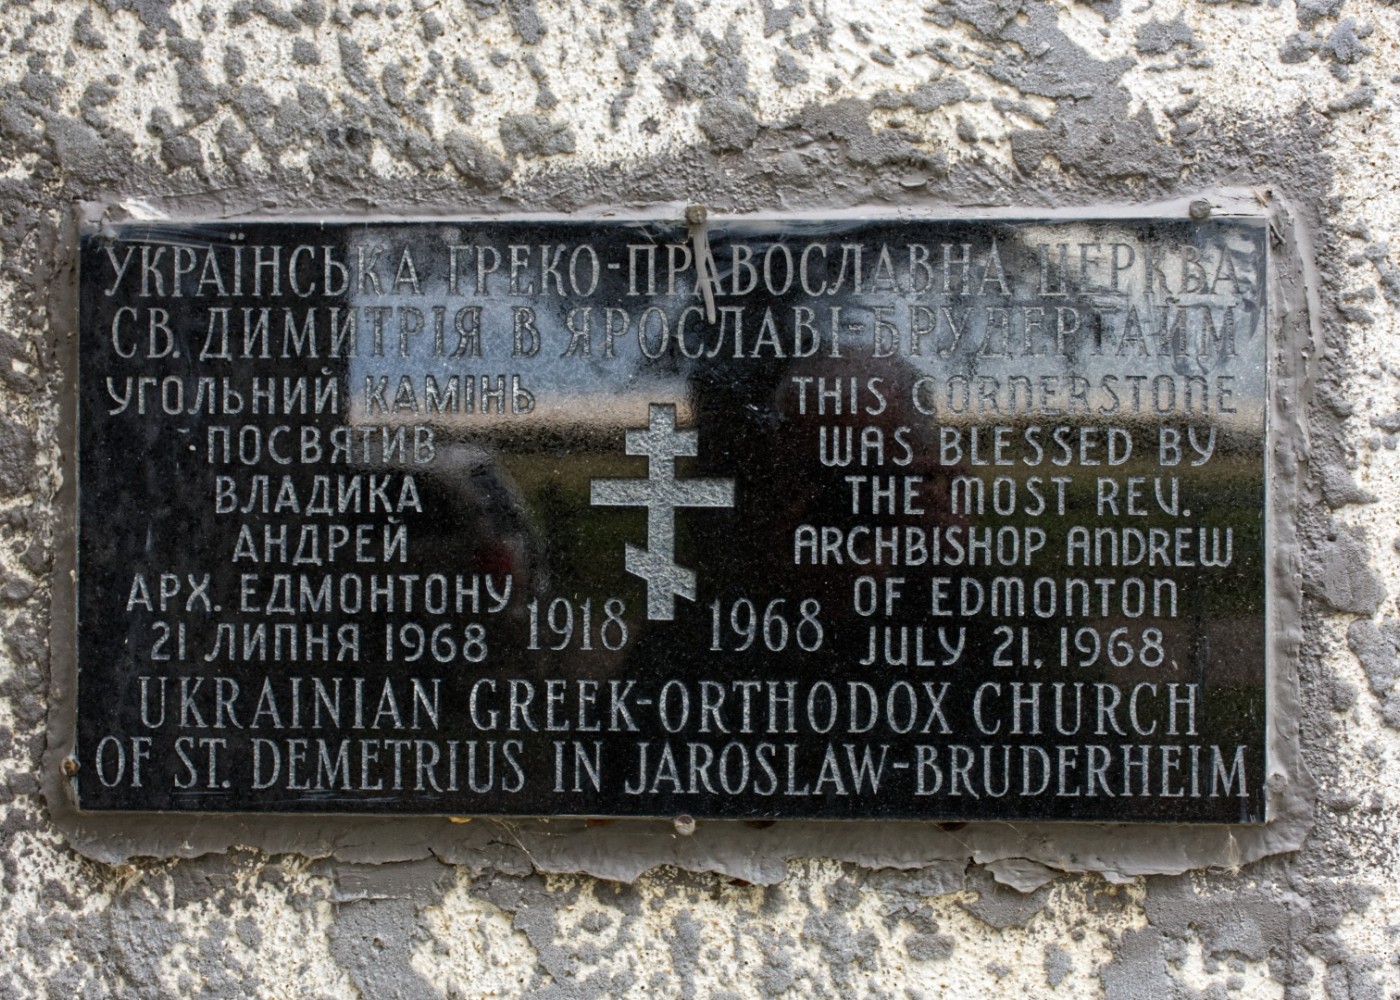 УКРАЇНСЬКА ГРЕКО-ПРАВОСЛАВНА ЦЕРКВА
СВ. ДИМИТРІЯ В ЯРОСЛАВІ-БРУДЕРГАЙМ
УГОЛЬНИЙ КАМІНЬ
ПОСВЯТИВ
ВЛАДИКА
АНДРЕЙ
АРХ. ЕДМОНТОНУ
21 ЛИПНЯ 1968
1918 1968
THIS CORNERSTONE
WAS BLESSED BY
THE MOST REV.
ARCHBISHOP ANDREW
OF EDMONTON
JULY 21, 1968.
UKRAINIAN GREEK-ORTHODOX CHURCH
OF ST. DEMETRIUS IN JAROSLAW-BRUDERHEIM